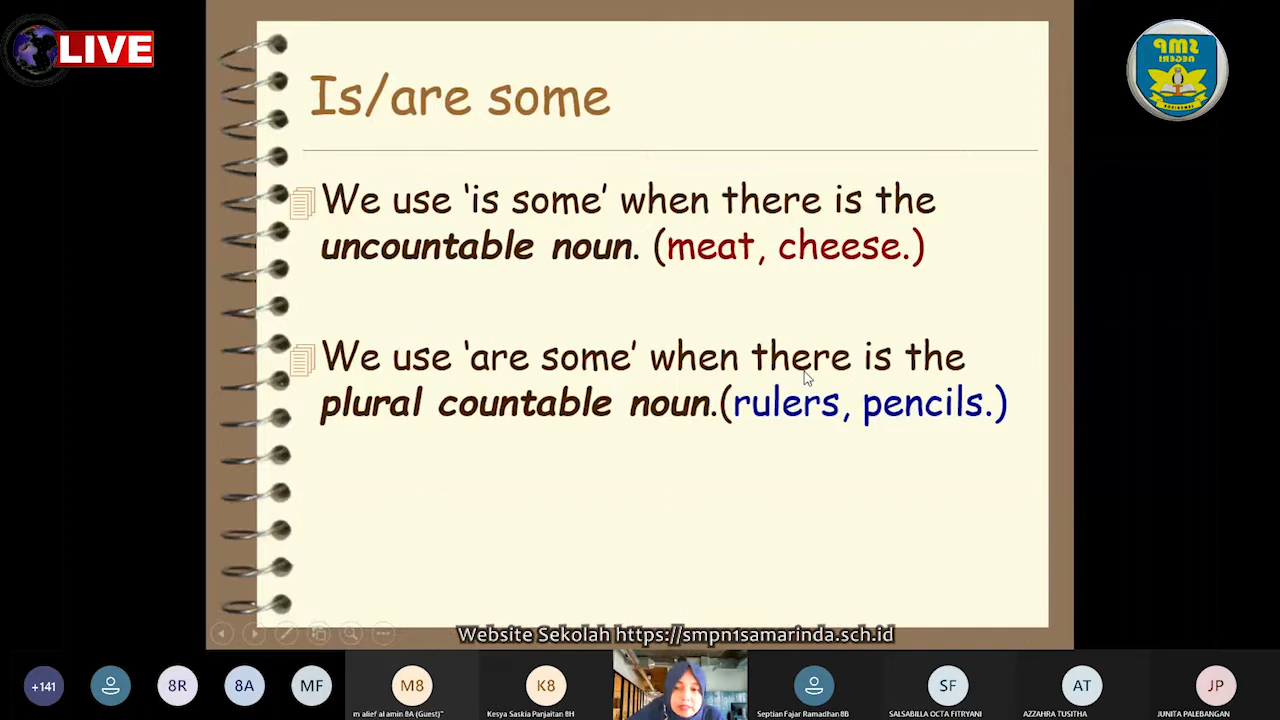 LIVE
SMP
NEGERI
Is/are some
We use ‘is some’ when there is the
uncountable noun. (meat, cheese.)
We use ‘are some’ when there is the
plural countable noun.(rulers, pencils.)
Website Sekolah https://smpn1samarinda.sch.id
+141
8R
8A
MF
M8
K8
SF
AT
JP
m alief al amin 8A (Guest)"
Kesya Saskia Panjaitan 8H
Septian Fajar Ramadhan 8B
SALSABILLA OCTA FITRYANI
AZZAHRA TUSITHA
JUNITA PALEBANGAN